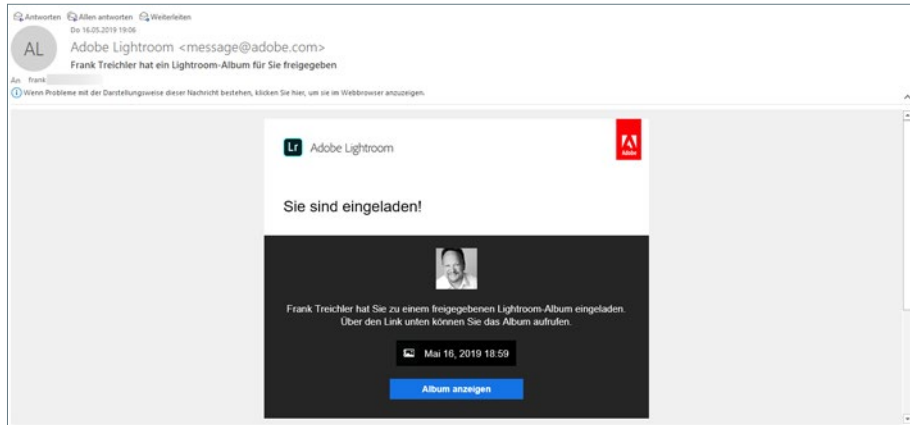 Antworten Allen antworten Weiterleiten
Do 16.05.2019 19:06
AL
Adobe Lightroom <message@adobe.com>
Frank Treichler hat ein Lightroom-Album für Sie freigegeben
An frank
Wenn Probleme mit der Darstellungsweise dieser Nachricht bestehen, klicken Sie hier, um sie im Webbrowser anzuzeigen.
Lr Adobe Lightroom
Adobe
Sie sind eingeladen!
Frank Treichler hat Sie zu einem freigegebenen Lightroom-Album eingeladen.
Über den Link unten können Sie das Album aufrufen.
Mai 16, 2019 18:59
Album anzeigen